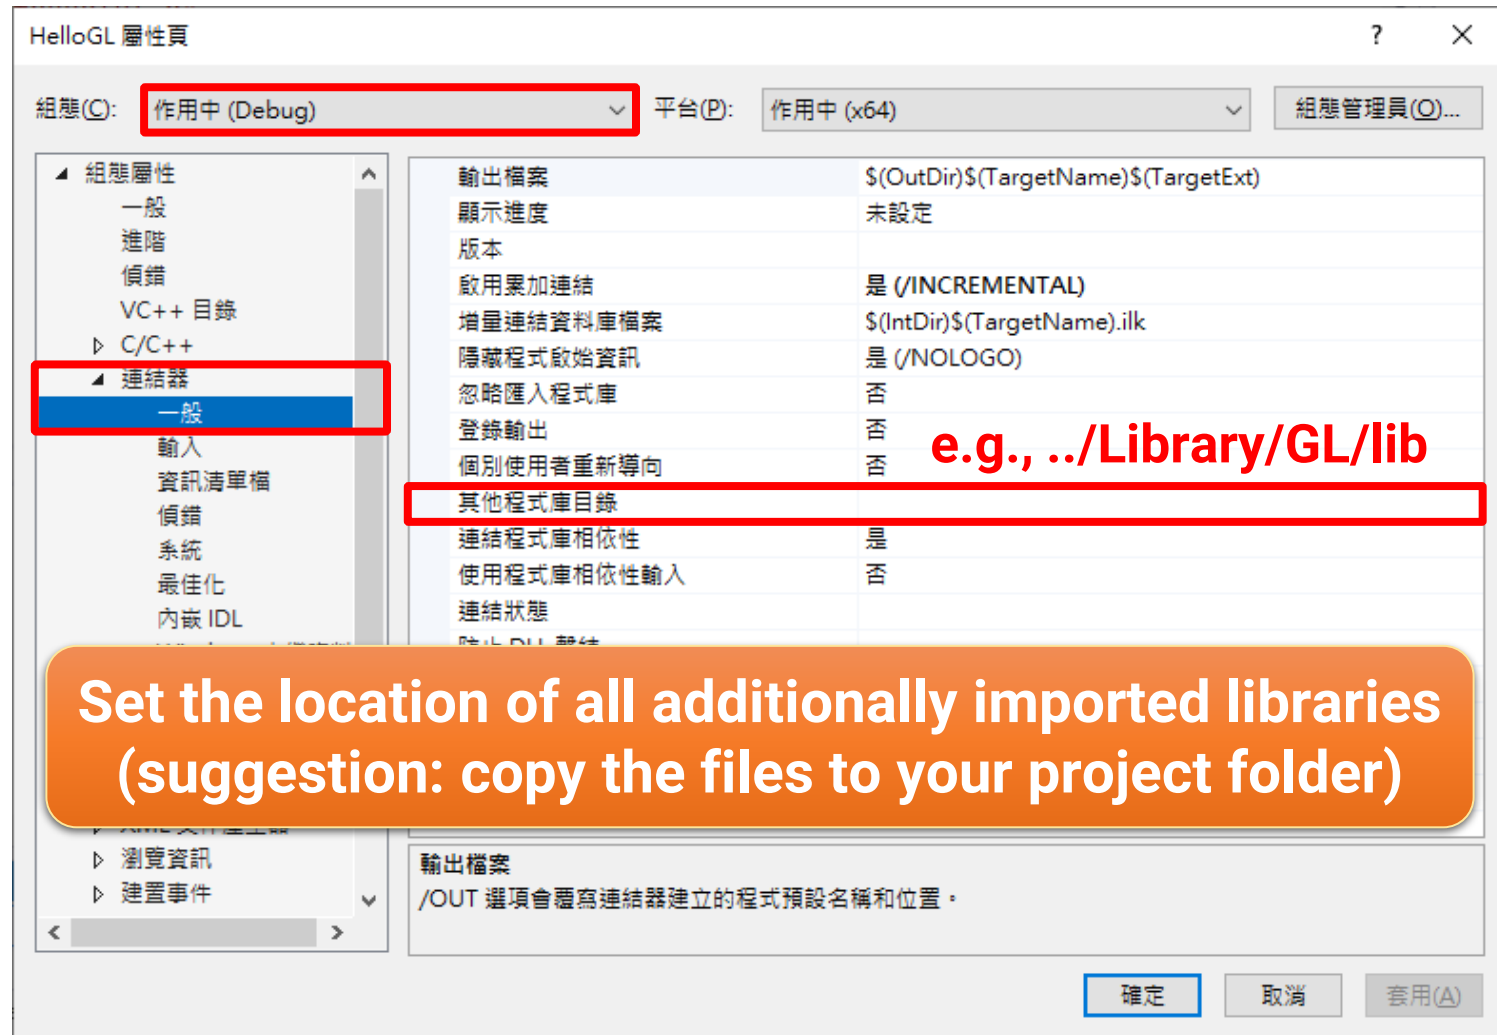 HelloGL 屬性頁
?
組態(C):
作用中 (Debug)
平台(P):
作用中 (x64)
組態管理員(O)...
組態屬性
一般
進階
偵錯
VC++ 目錄
C/C++
連結器
一般
輸入
資訊清單檔
偵錯
系統
最佳化
內嵌 IDL
瀏覽資訊
建置事件
輸出檔案 $(OutDir)$(TargetName)$(TargetExt)
顯示進度 未設定
版本
啟用累加連結 是 (/INCREMENTAL)
增量連結資料庫檔案 $(IntDir)$(TargetName).ilk
隱藏程式啟始資訊 是 (/NOLOGO)
忽略匯入程式庫 否
登錄輸出 否
個別使用者重新導向 否
e.g., ../Library/GL/lib
其他程式庫目錄
連結程式庫相依性 是
使用程式庫相依性輸入 否
連結狀態
Set the location of all additionally imported libraries
(suggestion: copy the files to your project folder)
輸出檔案
/OUT 選項會覆寫連結器建立的程式預設名稱和位置。
確定
取消
套用(A)